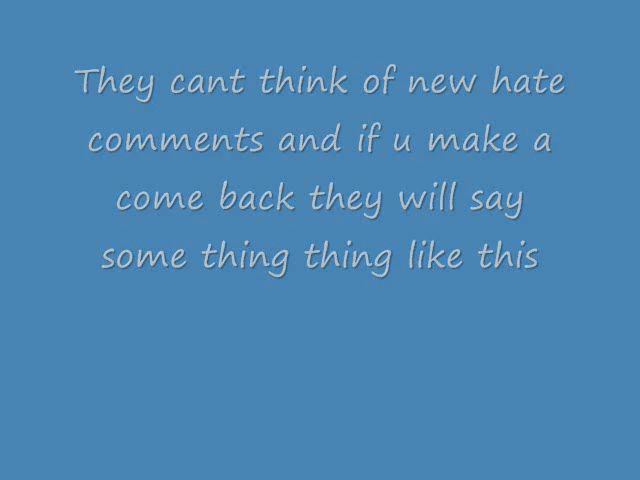 They cant think of new hate
comments and if u make a
come back they will say
some thing thing like this